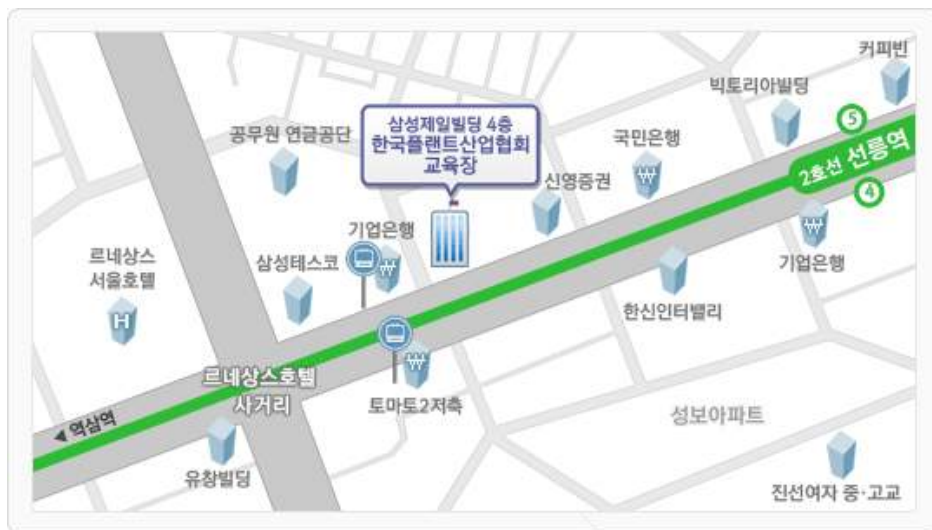 커피빈
빅토리아빌딩
5
삼성제일빌딩 4층
한국플랜트산업협회
교육장
공무원 연금공단
국민은행
2호선 선릉역
신영증권
4
기업은행
르네상스
서울호텔
삼성테스코
기업은행
H
한신인터밸리
르네상스호텔
사거리
토마토2저축
◀ 역삼역
성보아파트
유창빌딩
진선여자 중·고교